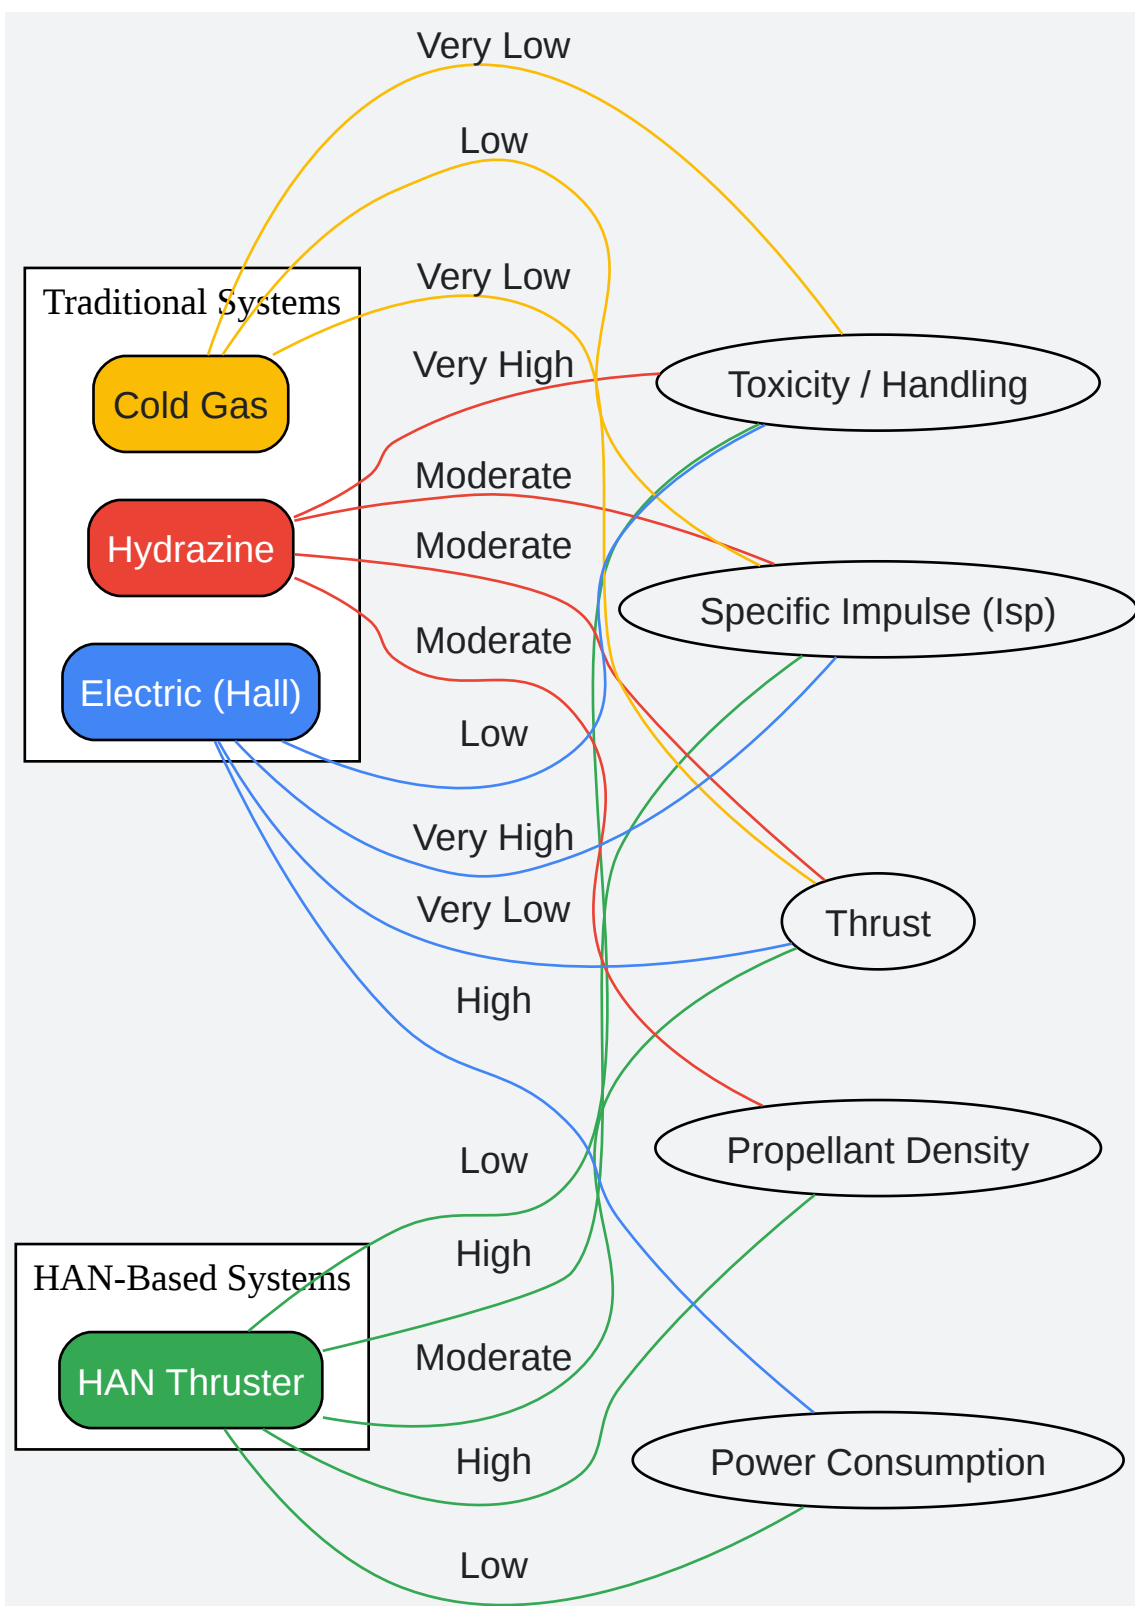 Very Low
Low
Very Low
Traditional Systems
Very High
Toxicity / Handling
Cold Gas
Moderate
Hydrazine
Moderate
Specific Impulse (Isp)
Moderate
Electric (Hall)
Low
Very High
Very Low
Thrust
High
Propellant Density
Low
High
HAN-Based Systems
Moderate
HAN Thruster
High
Power Consumption
Low